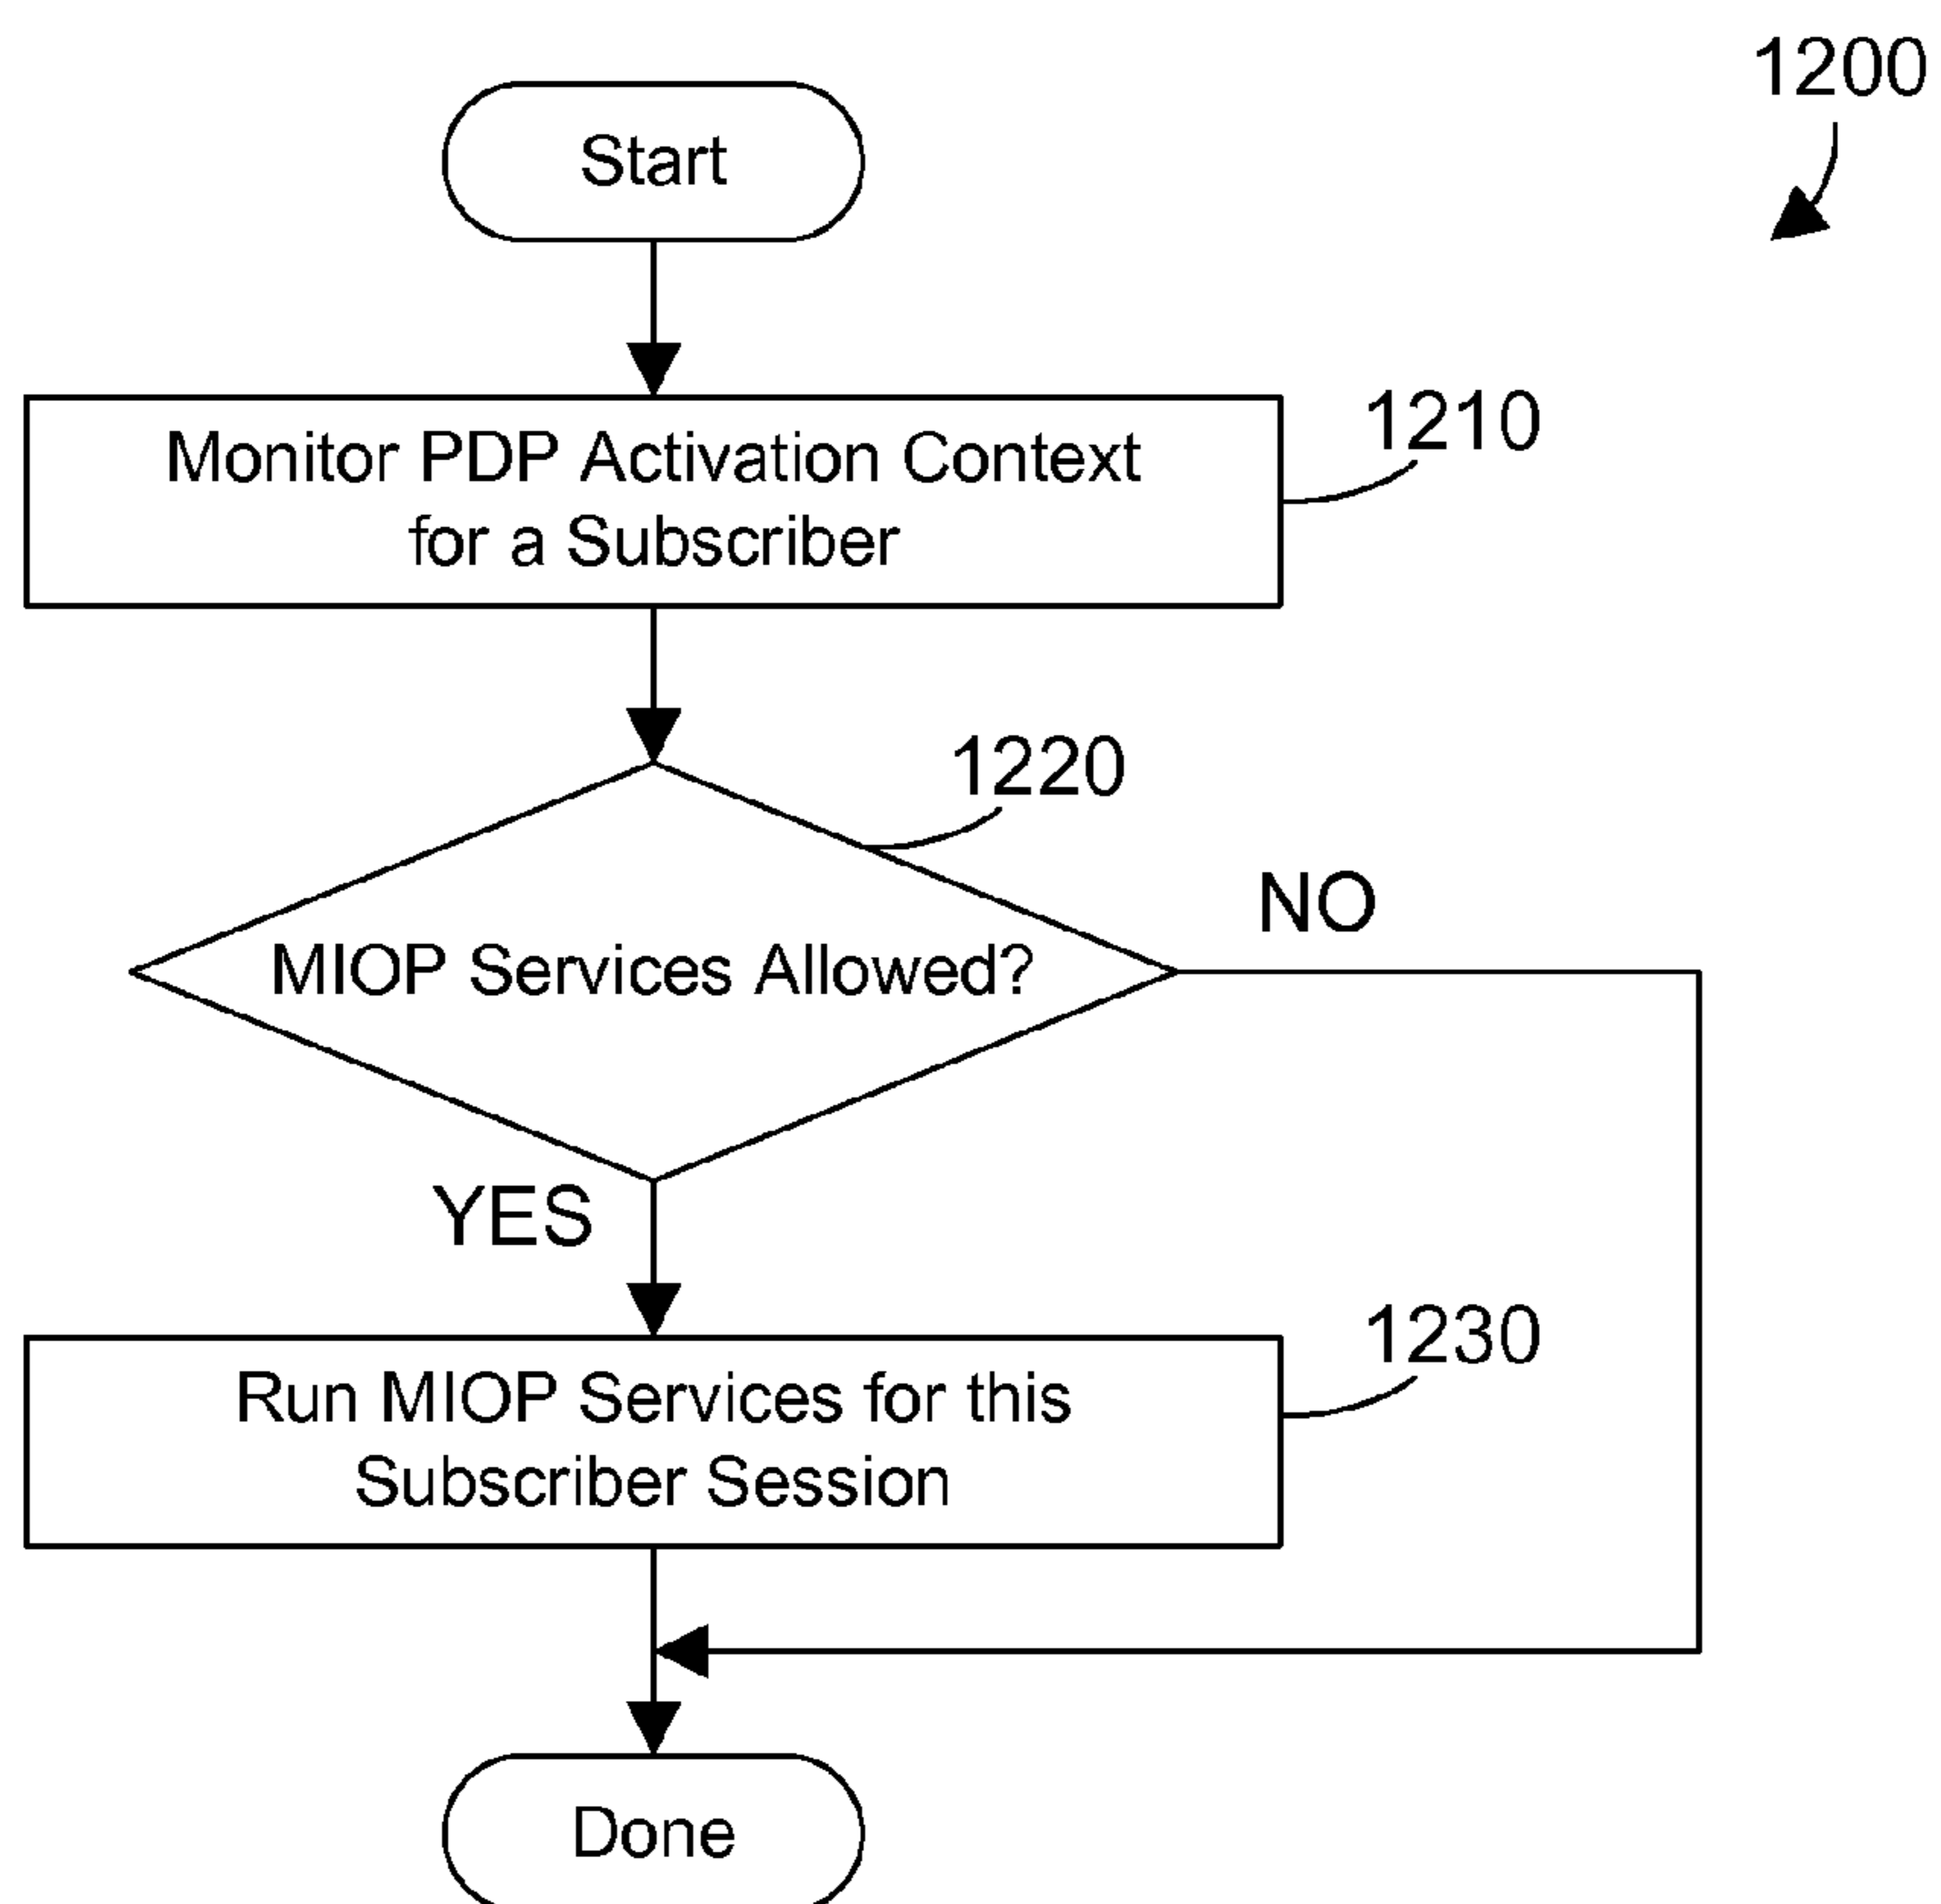 1200
Start
Monitor PDP Activation Context
for a Subscriber
1210
1220
MIOP Services Allowed?
NO
YES
Run MIOP Services for this
Subscriber Session
1230
Done